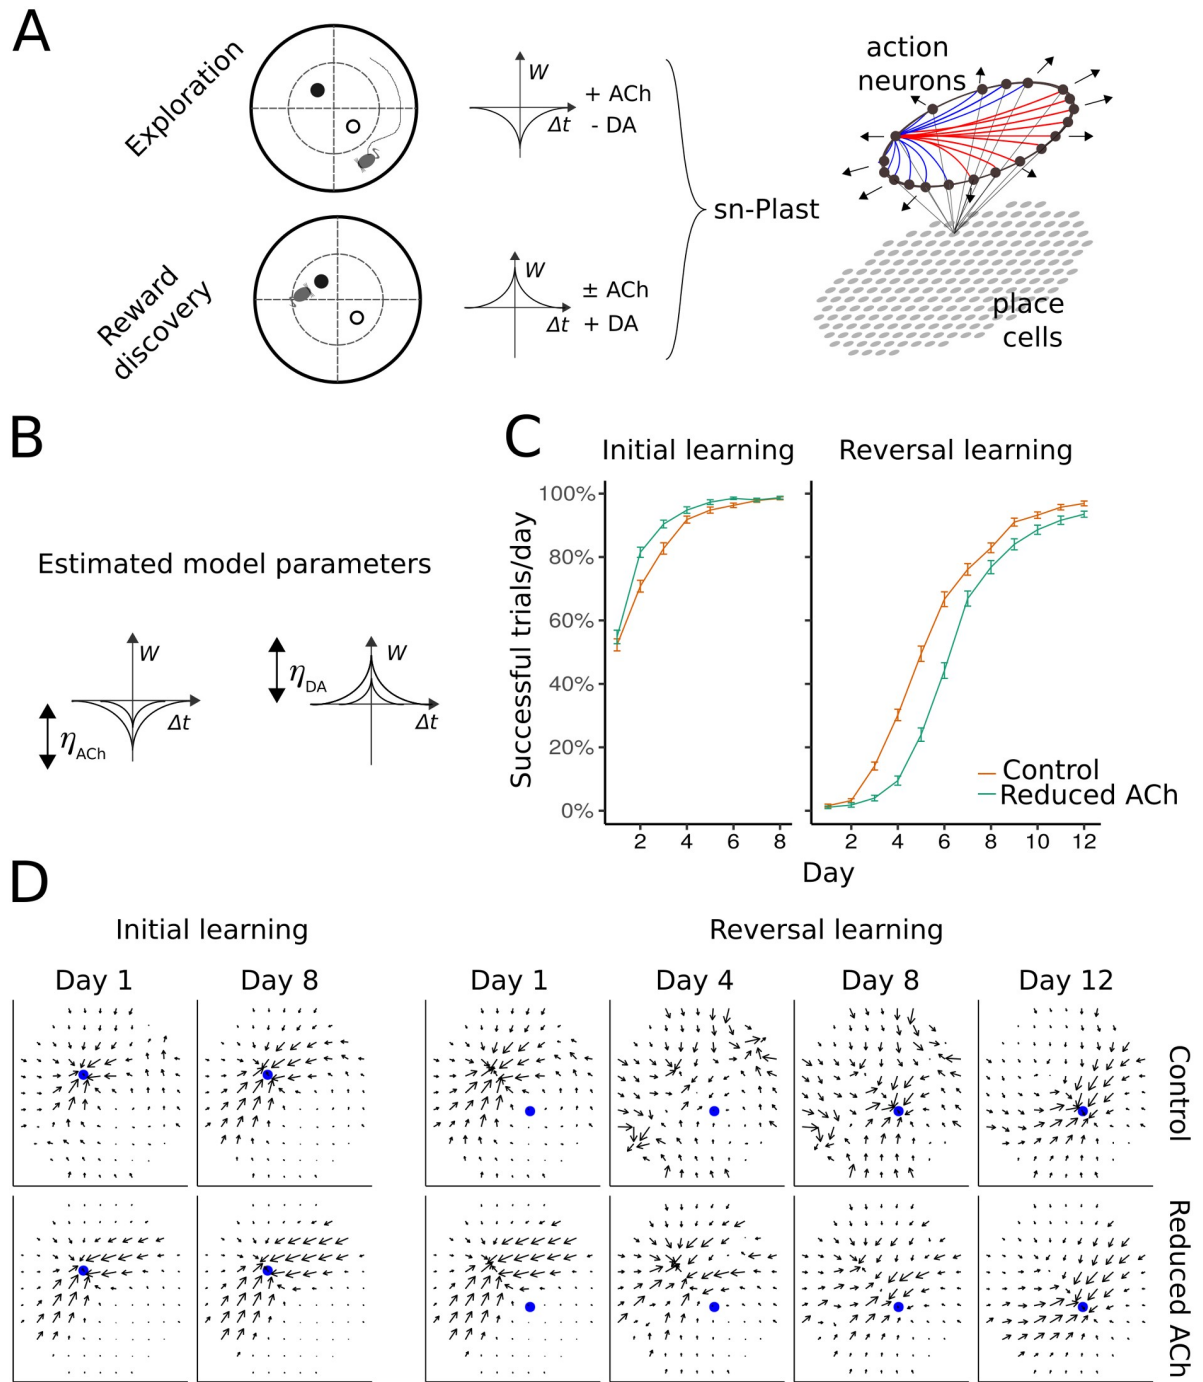 A
Exploration
W
Δt
+ ACh
- DA
Reward
discovery
W
Δt
± ACh
+ DA
sn-Plast
action
neurons
place
cells
B
Estimated model parameters
W
Δt
ηACh
ηDA
W
Δt
C
Initial learning
Reversal learning
Successful trials/day
100%
80%
60%
40%
20%
0%
2 4 6 8
2 4 6 8 10 12
Day
Control
Reduced ACh
D
Initial learning
Reversal learning
Day 1
Day 8
Day 1
Day 4
Day 8
Day 12
Control
Reduced ACh